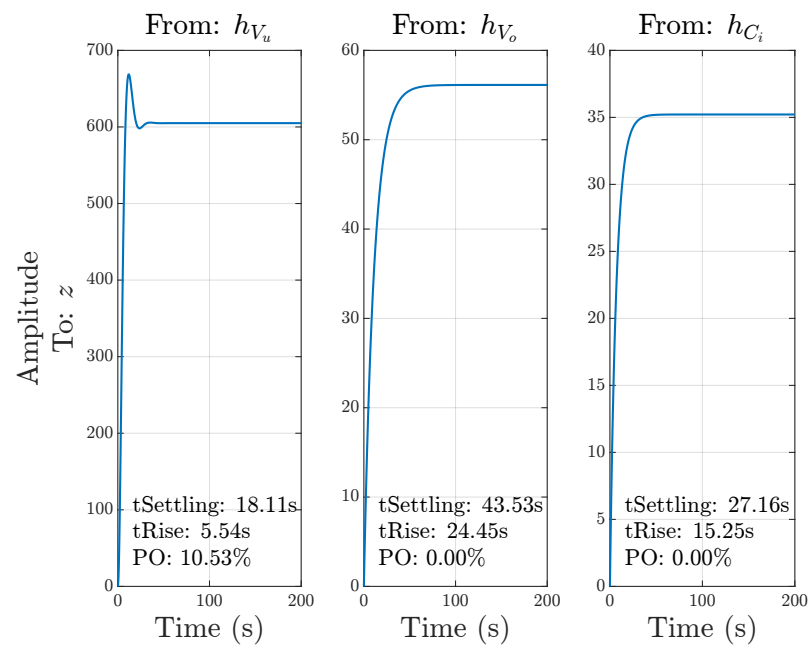 From: h_{V_u}
From: h_{V_o}
From: h_{C_i}
Amplitude
To: z
700
600
500
400
300
200
100
0
0
100
200
Time (s)
tSettling: 18.11s
tRise: 5.54s
PO: 10.53%
60
50
40
30
20
10
0
0
100
200
Time (s)
tSettling: 43.53s
tRise: 24.45s
PO: 0.00%
40
35
30
25
20
15
10
5
0
0
100
200
Time (s)
tSettling: 27.16s
tRise: 15.25s
PO: 0.00%